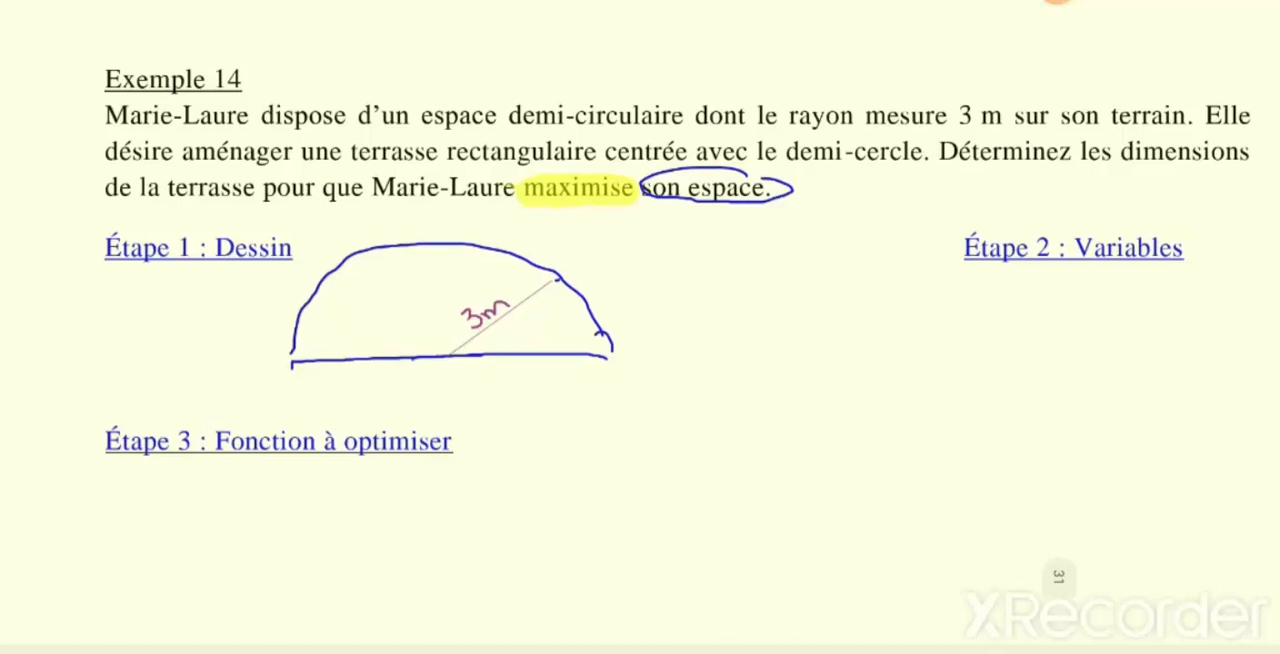 Exemple 14
Marie-Laure dispose d’un espace demi-circulaire dont le rayon mesure 3 m sur son terrain. Elle
désire aménager une terrasse rectangulaire centrée avec le demi-cercle. Déterminez les dimensions
de la terrasse pour que Marie-Laure maximise son espace.
Étape 1 : Dessin
Étape 2 : Variables
3m
Étape 3 : Fonction à optimiser
31
XRecorder